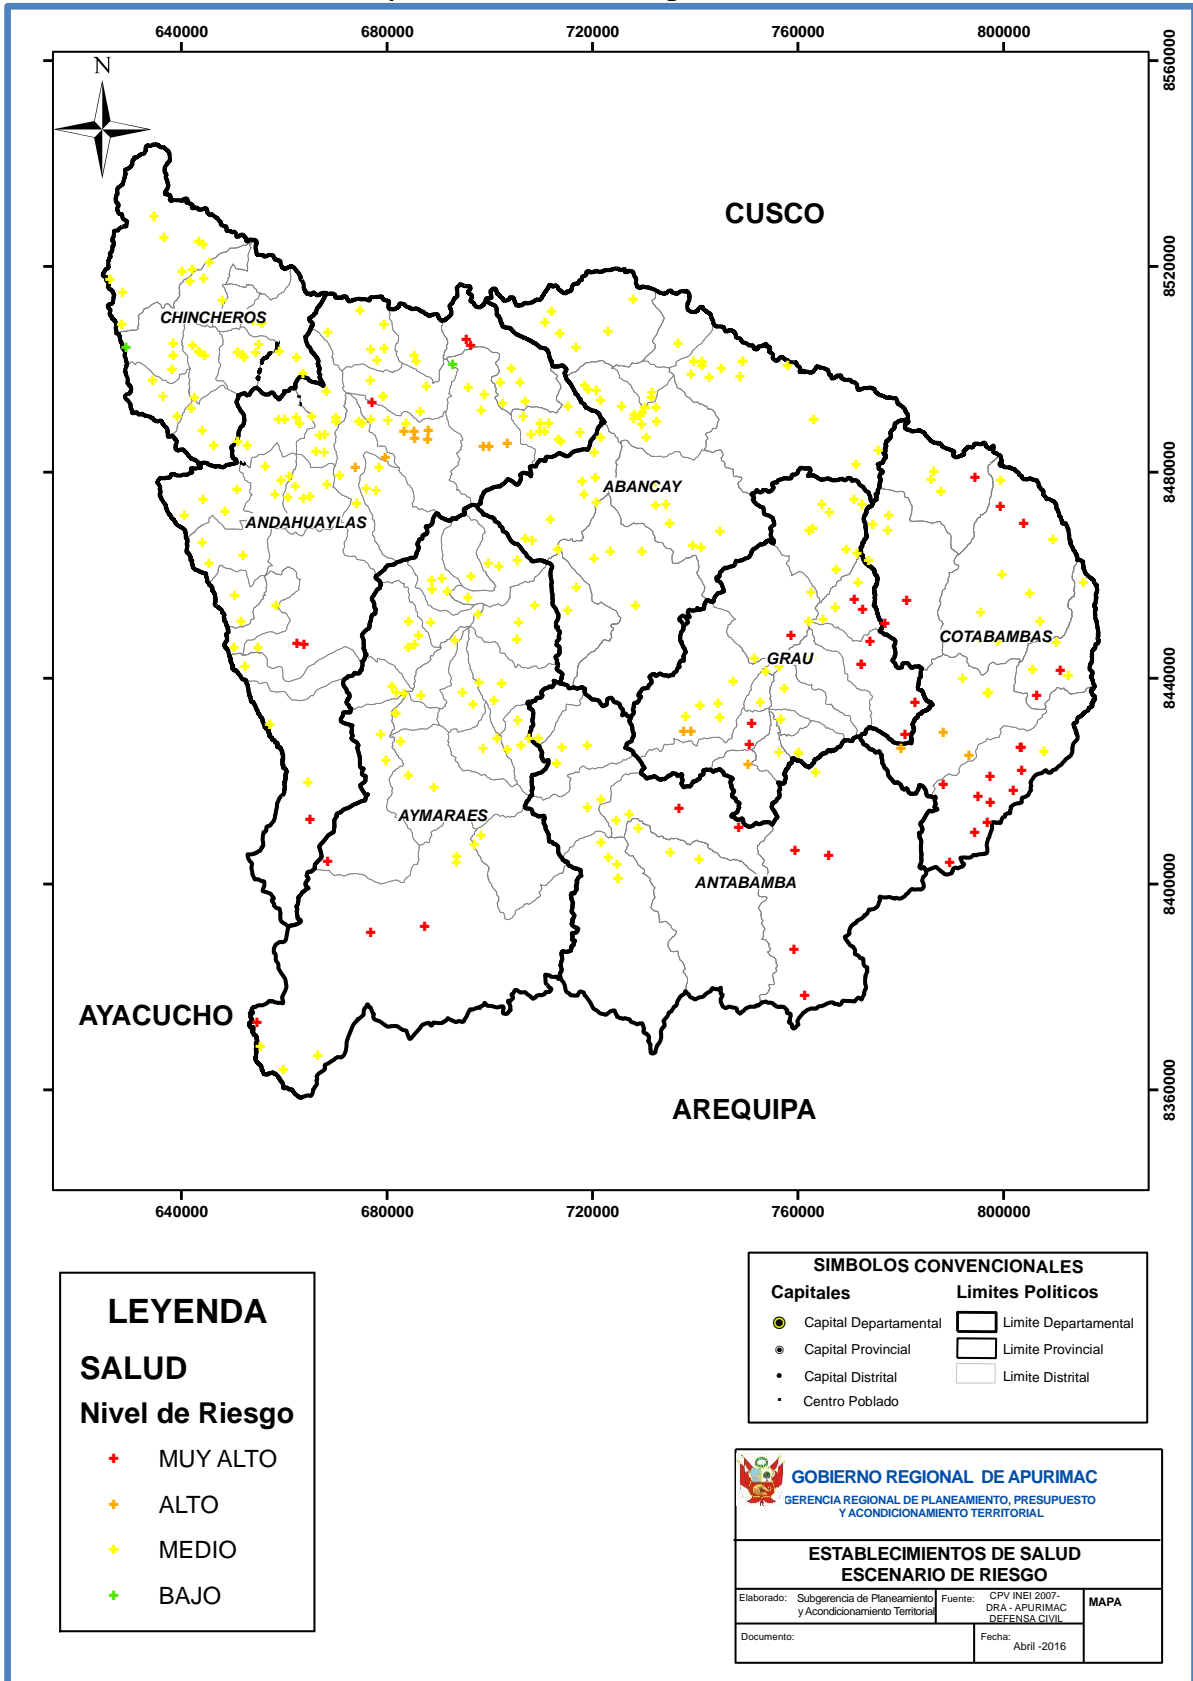 640000 680000 720000 760000 800000
8560000
N
CUSCO
8520000
CHINCHEROS
8480000
ABANCAY
ANDAHUAYLAS
COTABAMBAS
GRAU
8440000
AYMARAES
ANTABAMBA
8400000
AYACUCHO
8360000
AREQUIPA
640000 680000 720000 760000 800000
LEYENDA
SALUD
Nivel de Riesgo
MUY ALTO
ALTO
MEDIO
BAJO
SIMBOLOS CONVENCIONALES
Capitales Limites Politicos
Capital Departamental Limite Departamental
Capital Provincial Limite Provincial
Capital Distrital Limite Distrital
Centro Poblado
GOBIERNO REGIONAL DE APURIMAC
GERENCIA REGIONAL DE PLANEAMIENTO, PRESUPUESTO
Y ACONDICIONAMIENTO TERRITORIAL
ESTABLECIMIENTOS DE SALUD
ESCENARIO DE RIESGO
Elaborado: Subgerencia de Planeamiento
y Acondicionamiento Territorial
Fuente: CPV INEI 2007-
DRA - APURIMAC
DEFENSA CIVIL
MAPA
Documento:
Fecha:
Abril -2016